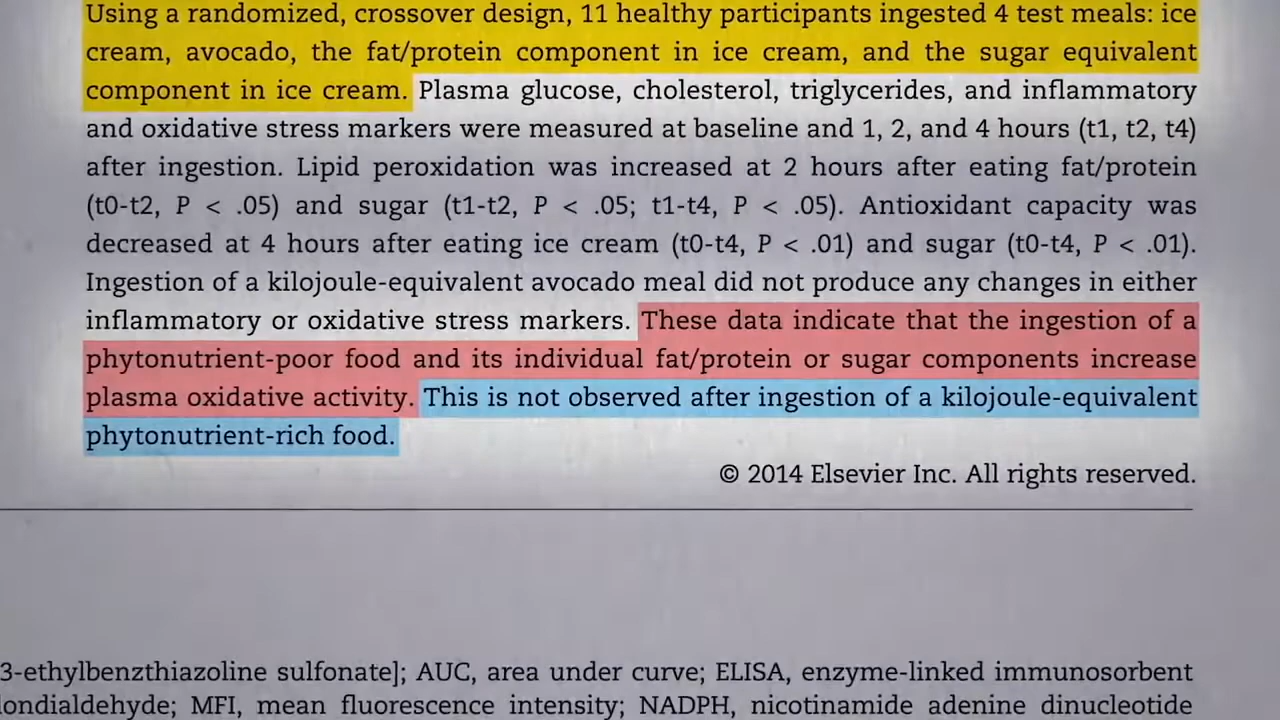 Using a randomized, crossover design, 11 healthy participants ingested 4 test meals: ice
cream, avocado, the fat/protein component in ice cream, and the sugar equivalent
component in ice cream. Plasma glucose, cholesterol, triglycerides, and inflammatory
and oxidative stress markers were measured at baseline and 1, 2, and 4 hours (t1, t2, t4)
after ingestion. Lipid peroxidation was increased at 2 hours after eating fat/protein
(t0-t2, P < .05) and sugar (t1-t2, P < .05; t1-t4, P < .05). Antioxidant capacity was
decreased at 4 hours after eating ice cream (t0-t4, P < .01) and sugar (t0-t4, P < .01).
Ingestion of a kilojoule-equivalent avocado meal did not produce any changes in either
inflammatory or oxidative stress markers. These data indicate that the ingestion of a
phytonutrient-poor food and its individual fat/protein or sugar components increase
plasma oxidative activity. This is not observed after ingestion of a kilojoule-equivalent
phytonutrient-rich food.
© 2014 Elsevier Inc. All rights reserved.
3-ethylbenzthiazoline sulfonate]; AUC, area under curve; ELISA, enzyme-linked immunosorbent
londialdehyde; MFI, mean fluorescence intensity; NADPH, nicotinamide adenine dinucleotide